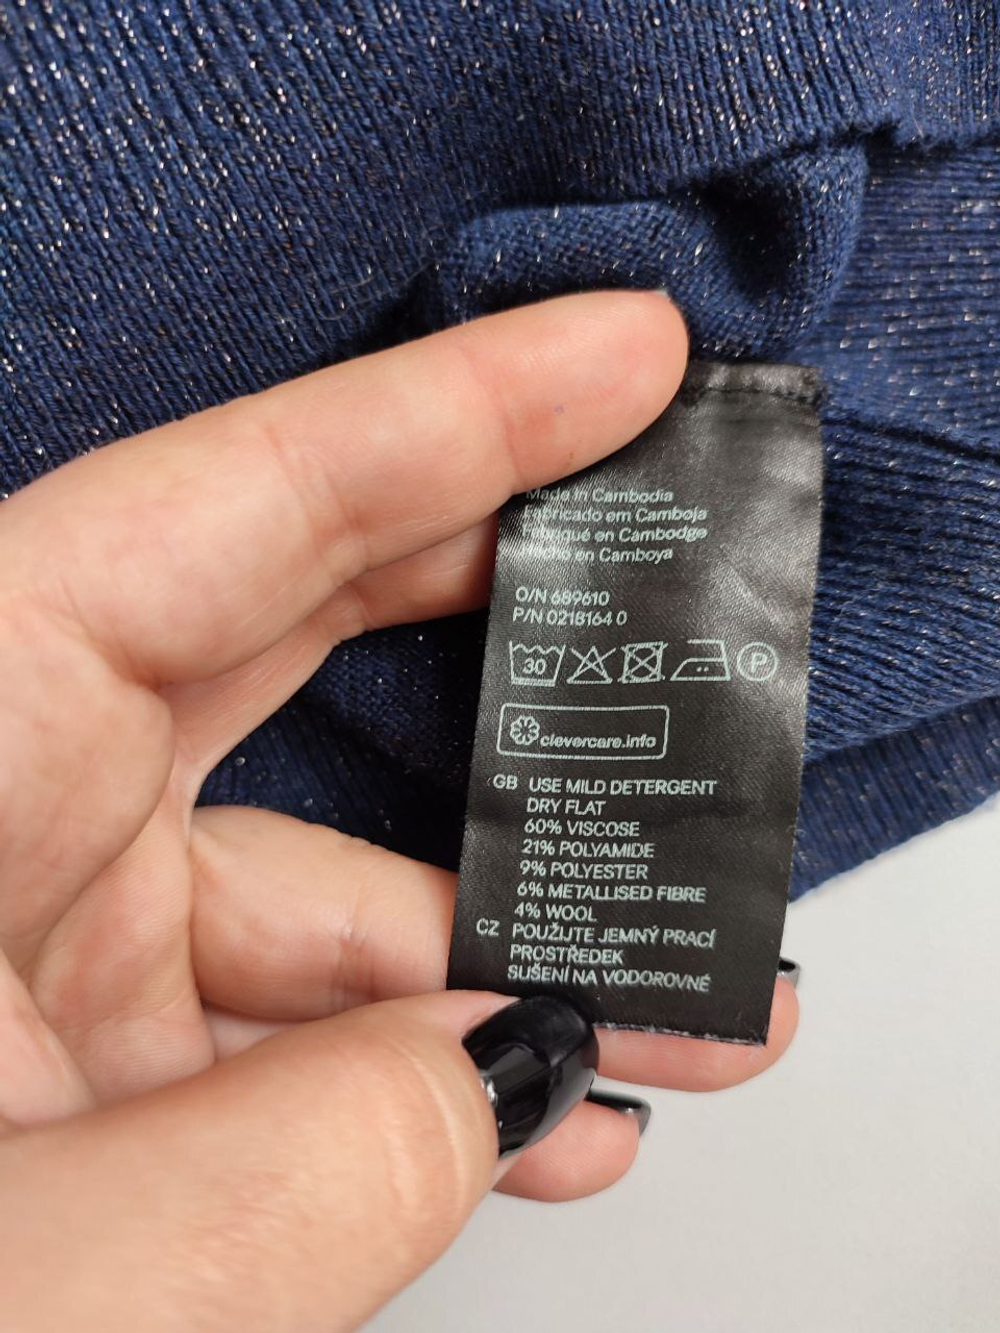 Made in Cambodia
Fabricado em Camboja
Fabriqué en Cambodge
Hecho en Camboya
O/N 689610
P/N 0218164 0
30
P
clevercare.info
GB USE MILD DETERGENT
DRY FLAT
60% VISCOSE
21% POLYAMIDE
9% POLYESTER
6% METALLISED FIBRE
4% WOOL
CZ POUŽIJTE JEMNÝ PRACÍ
PROSTŘEDEK
SUŠENÍ NA VODOROVNÉ